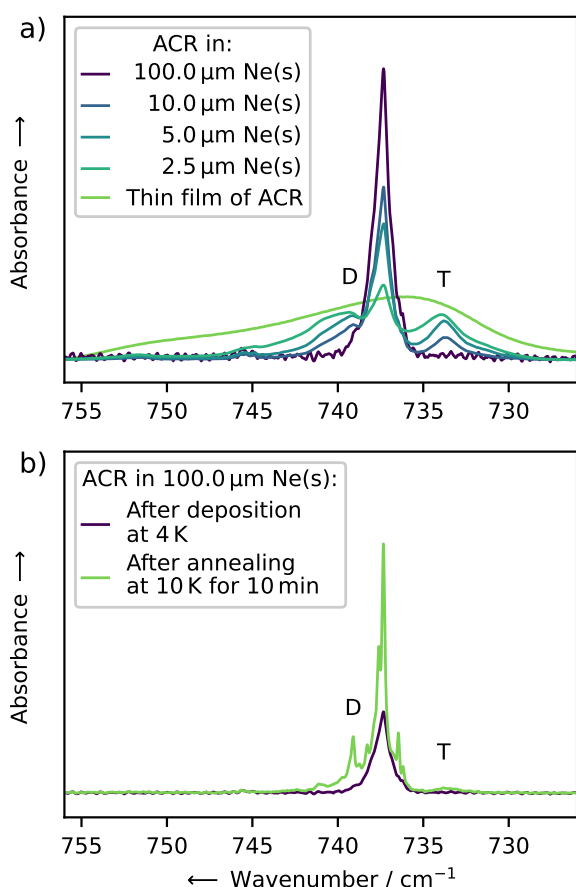 a)
ACR in:
100.0 µm Ne(s)
10.0 µm Ne(s)
5.0 µm Ne(s)
2.5 µm Ne(s)
Thin film of ACR
D
T
Absorbance →
755 750 745 740 735 730
b)
ACR in 100.0 µm Ne(s):
After deposition
at 4 K
After annealing
at 10 K for 10 min
D
T
Absorbance →
755 750 745 740 735 730
← Wavenumber / cm⁻¹